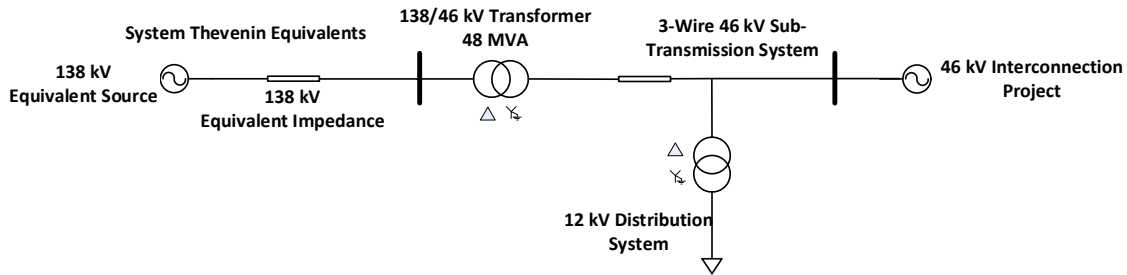 System Thevenin Equivalents
138 kV
Equivalent Source
138 kV
Equivalent Impedance
138/46 kV Transformer
48 MVA
3-Wire 46 kV Sub-
Transmission System
46 kV Interconnection
Project
12 kV Distribution
System